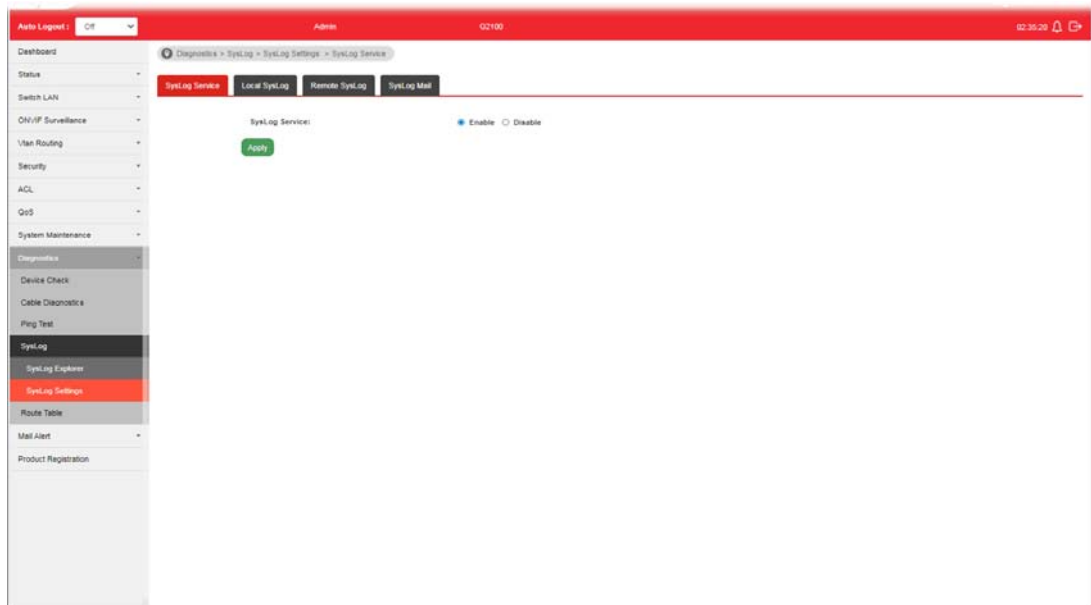 Auto Logout : Off Admin G2100 02:35:20
Dashboard
Status
Switch LAN
ONVIF Surveillance
Vlan Routing
Security
ACL
QoS
System Maintenance
Diagnostics
Device Check
Cable Diagnostics
Ping Test
SysLog
SysLog Explorer
SysLog Settings
Route Table
Mail Alert
Product Registration
Diagnostics > SysLog > SysLog Settings > SysLog Service
SysLog Service Local SysLog Remote SysLog SysLog Mail
SysLog Service: Enable Disable
Apply